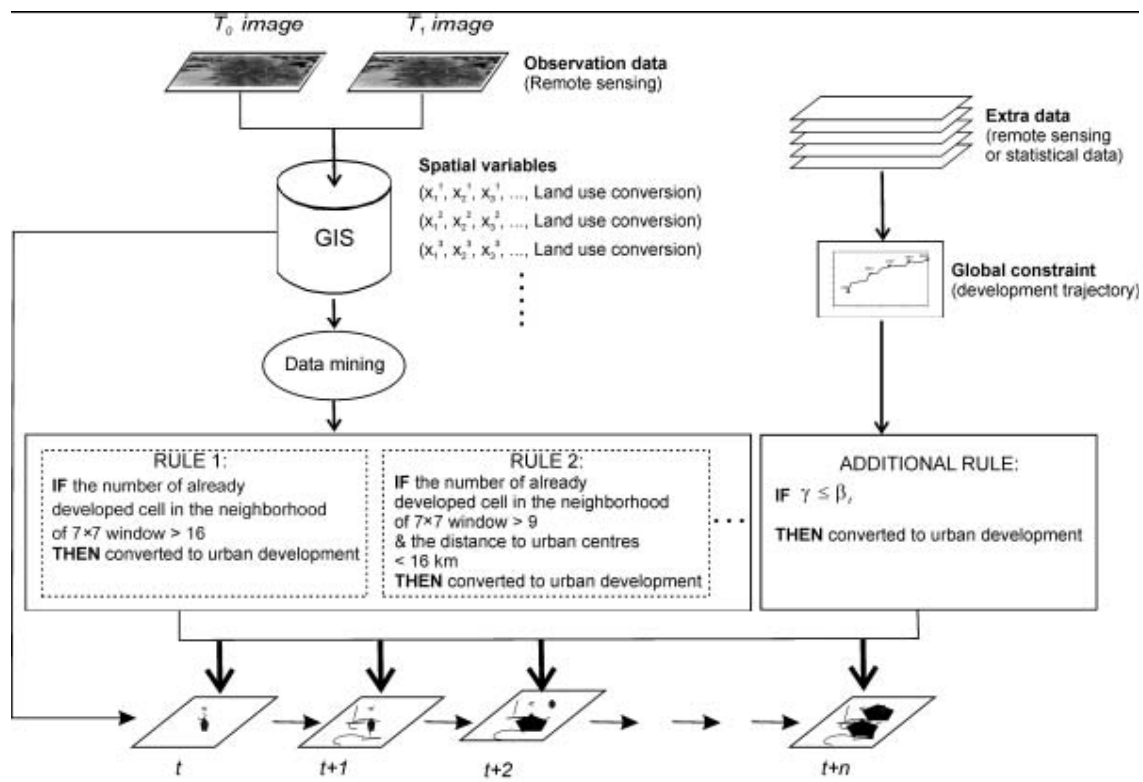 T̅₀ image
T̅₁ image
Observation data
(Remote sensing)
Extra data
(remote sensing
or statistical data)
Spatial variables
(x₁¹, x₂¹, x₃¹, ..., Land use conversion)
(x₁², x₂², x₃², ..., Land use conversion)
(x₁³, x₂³, x₃³, ..., Land use conversion)
GIS
Global constraint
(development trajectory)
Data mining
RULE 1:
IF the number of already
developed cell in the neighborhood
of 7×7 window > 16
THEN converted to urban development
RULE 2:
IF the number of already
developed cell in the neighborhood
of 7×7 window > 9
& the distance to urban centres
< 16 km
THEN converted to urban development
ADDITIONAL RULE:
IF γ ≤ βₜ
THEN converted to urban development
t
t+1
t+2
t+n